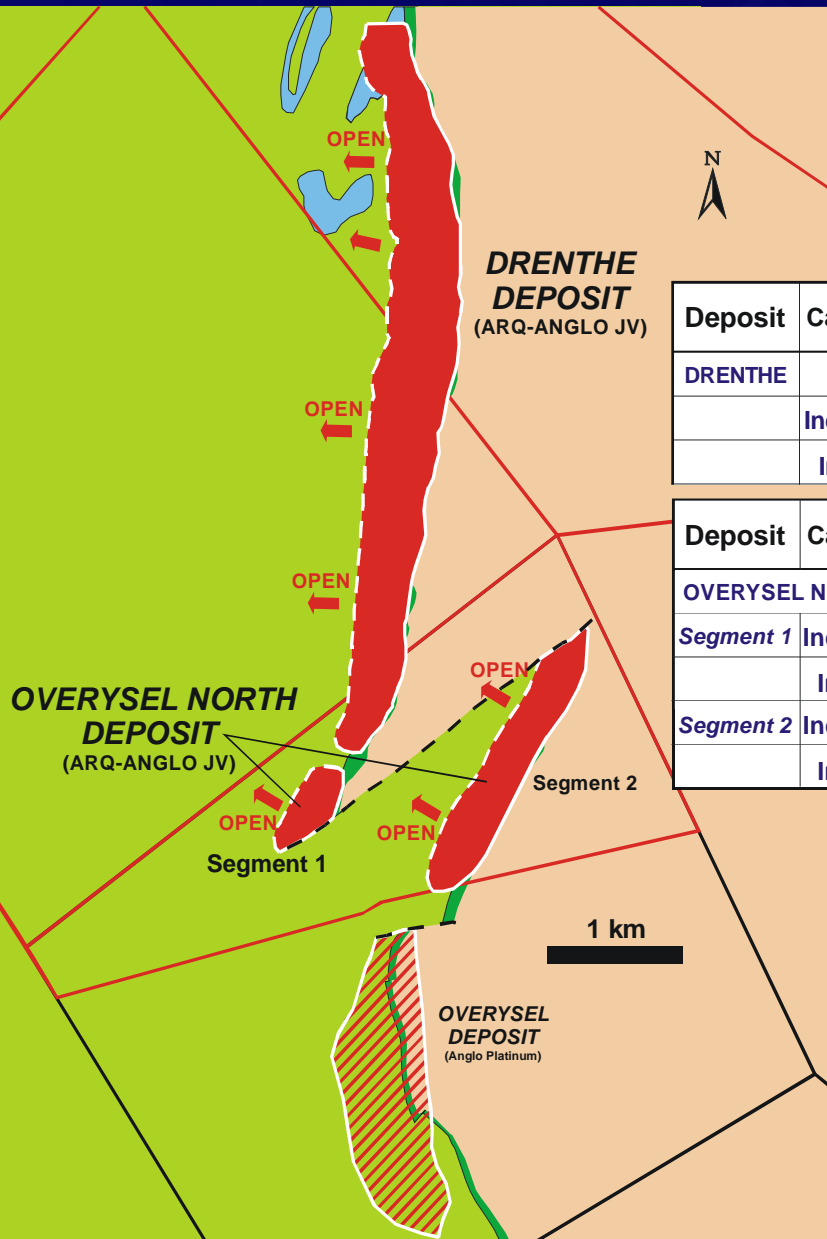 OPEN
N
DRENTHE
DEPOSIT
(ARQ-ANGLO JV)
Deposit
DRENTHE
OPEN
Deposit
OPEN
OVERYSEL N
Segment 1
OPEN
OVERYSEL NORTH
DEPOSIT
(ARQ-ANGLO JV)
Segment 2
Segment 2
OPEN
OPEN
Segment 1
1 km
OVERYSEL
DEPOSIT
(Anglo Platinum)